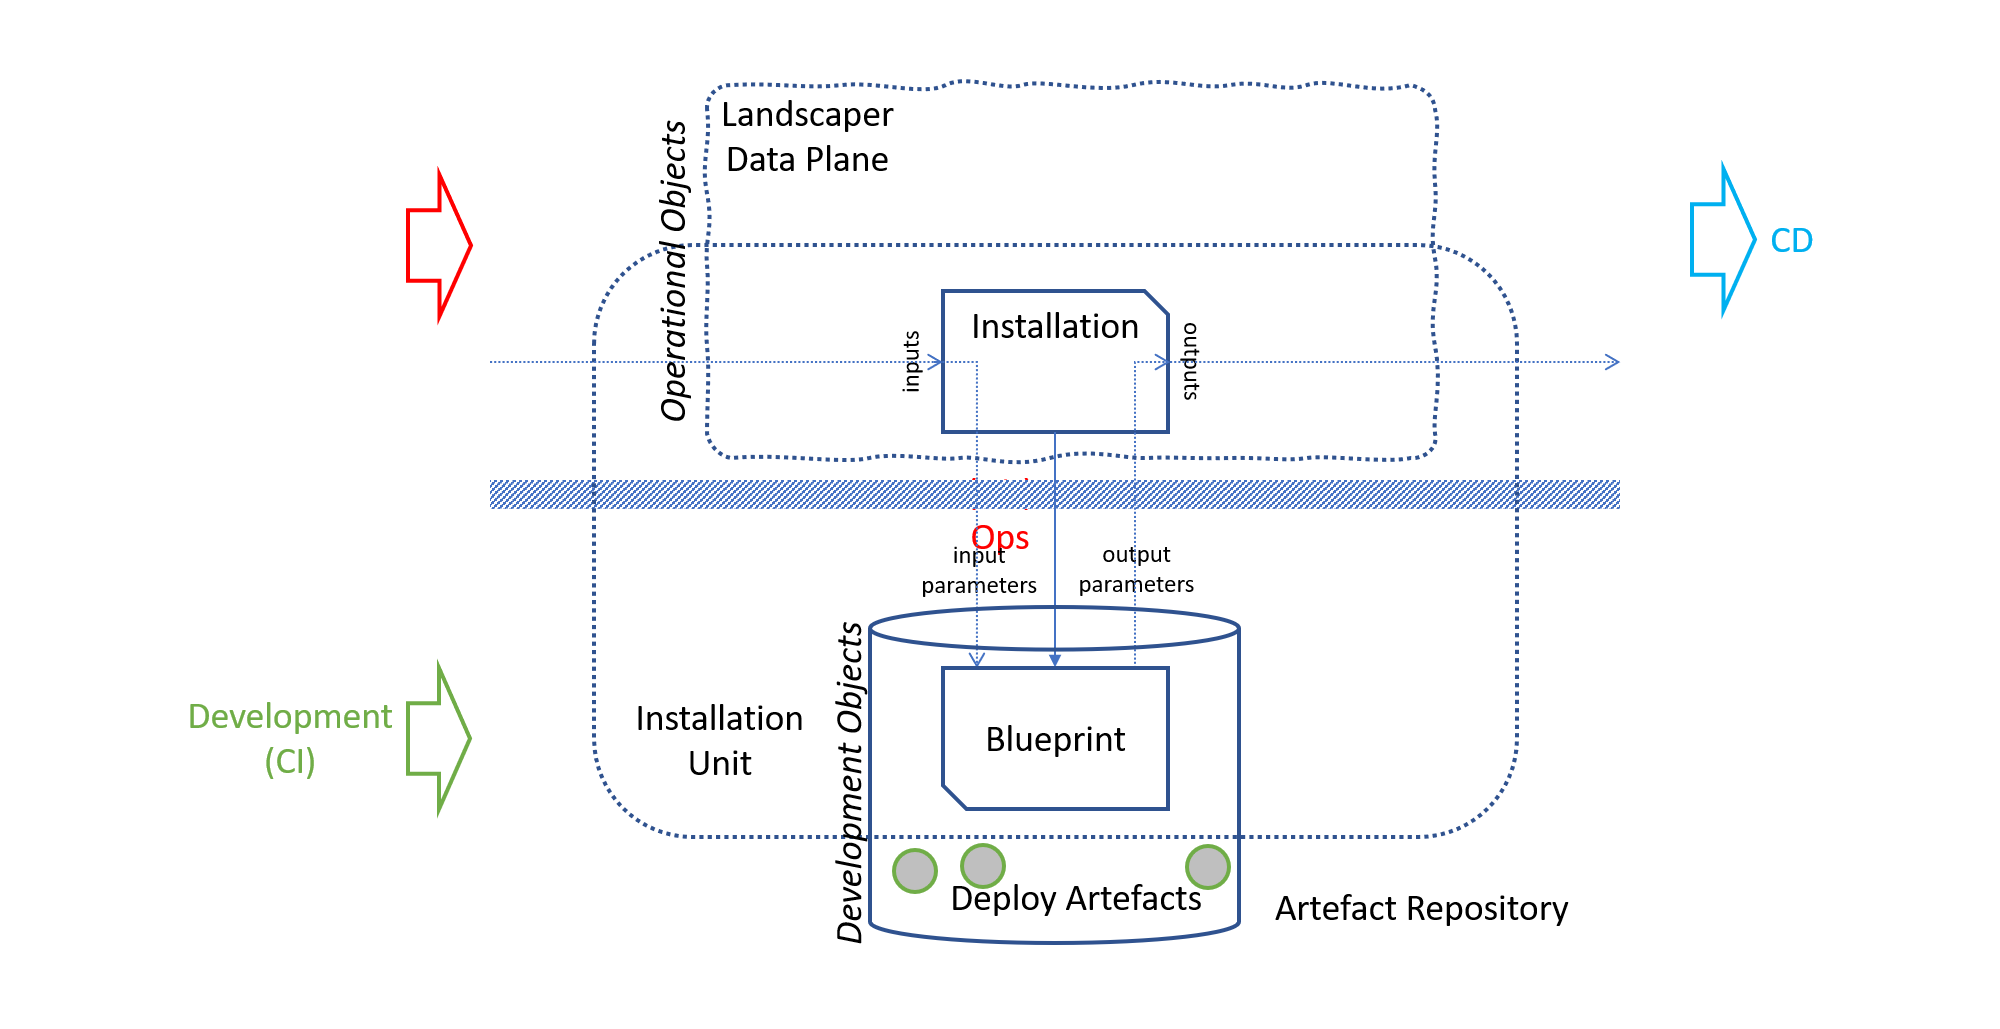 Landscaper
Data Plane
Operational Objects
CD
Installation
inputs
outputs
Ops
input
parameters
output
parameters
Development
(CI)
Installation
Unit
Development Objects
Blueprint
Deploy Artefacts
Artefact Repository